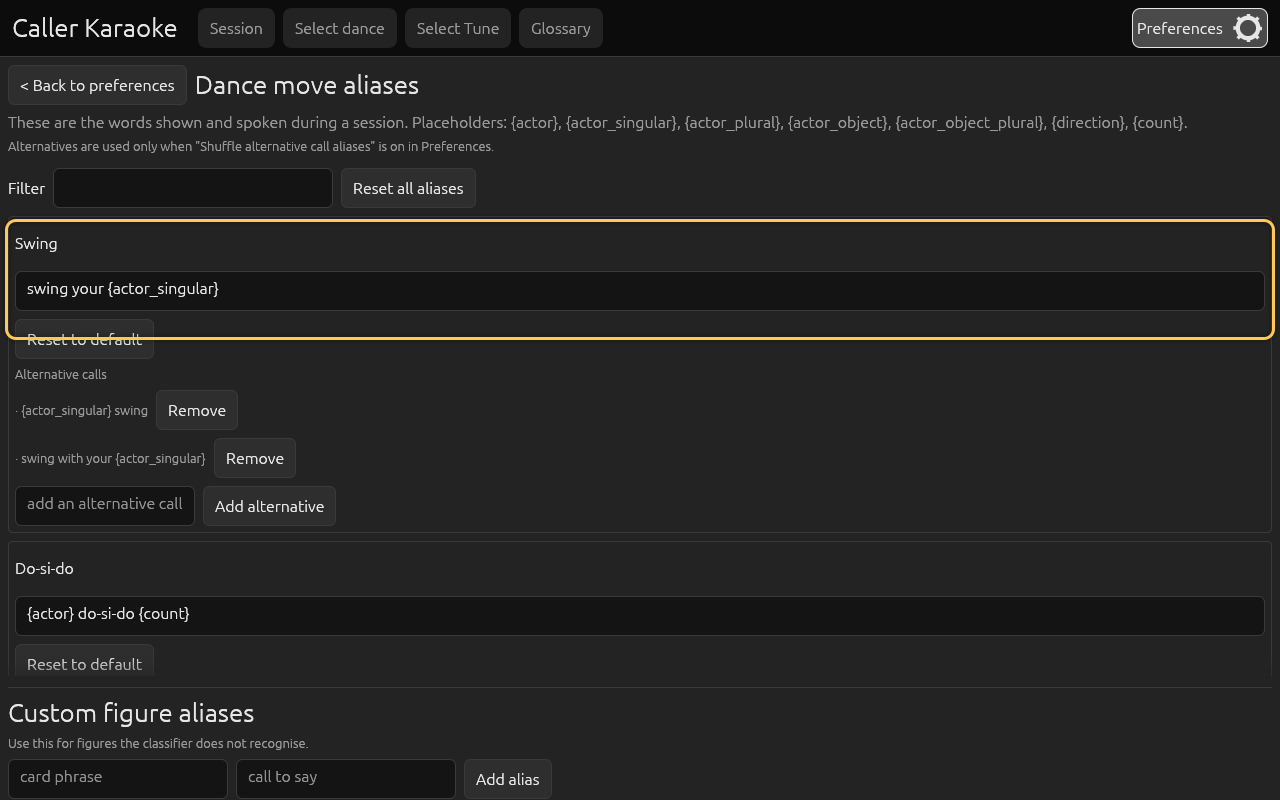 Caller Karaoke Session Select dance Select Tune Glossary Preferences
< Back to preferences Dance move aliases
These are the words shown and spoken during a session. Placeholders: {actor}, {actor_singular}, {actor_plural}, {actor_object}, {actor_object_plural}, {direction}, {count}.
Alternatives are used only when "Shuffle alternative call aliases" is on in Preferences.
Filter Reset all aliases
Swing
swing your {actor_singular}
Reset to default
Alternative calls
· {actor_singular} swing Remove
· swing with your {actor_singular} Remove
add an alternative call Add alternative
Do-si-do
{actor} do-si-do {count}
Reset to default
Custom figure aliases
Use this for figures the classifier does not recognise.
card phrase call to say Add alias